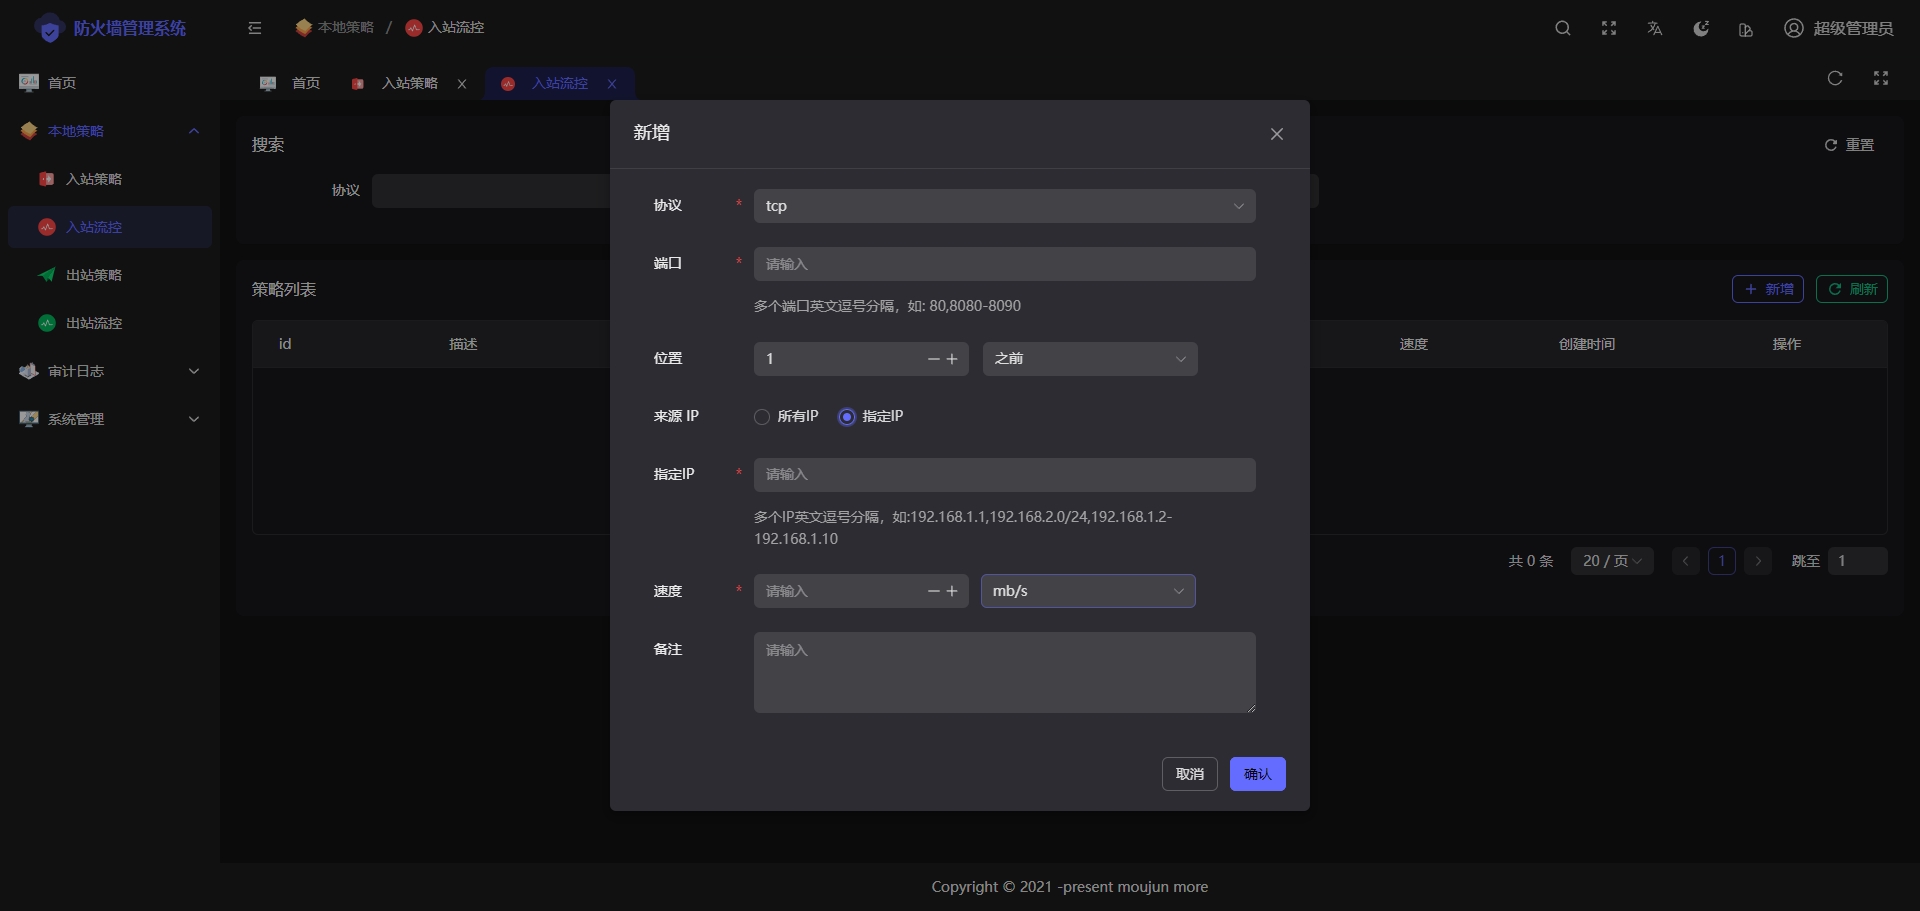 防火墙管理系统
本地策略 / 入站流控
超级管理员
首页
本地策略
入站策略
入站流控
出站策略
出站流控
审计日志
系统管理
首页 入站策略 入站流控
搜索
重置
协议
策略列表
新增 刷新
id 描述 速度 创建时间 操作
共 0 条 20 / 页 1 跳至 1
新增
协议 * tcp
端口 * 请输入
多个端口英文逗号分隔，如: 80,8080-8090
位置 1 之前
来源 IP 所有IP 指定IP
指定IP * 请输入
多个IP英文逗号分隔，如:192.168.1.1,192.168.2.0/24,192.168.1.2-
192.168.1.10
速度 * 请输入 mb/s
备注 请输入
取消 确认
Copyright © 2021 -present moujun more